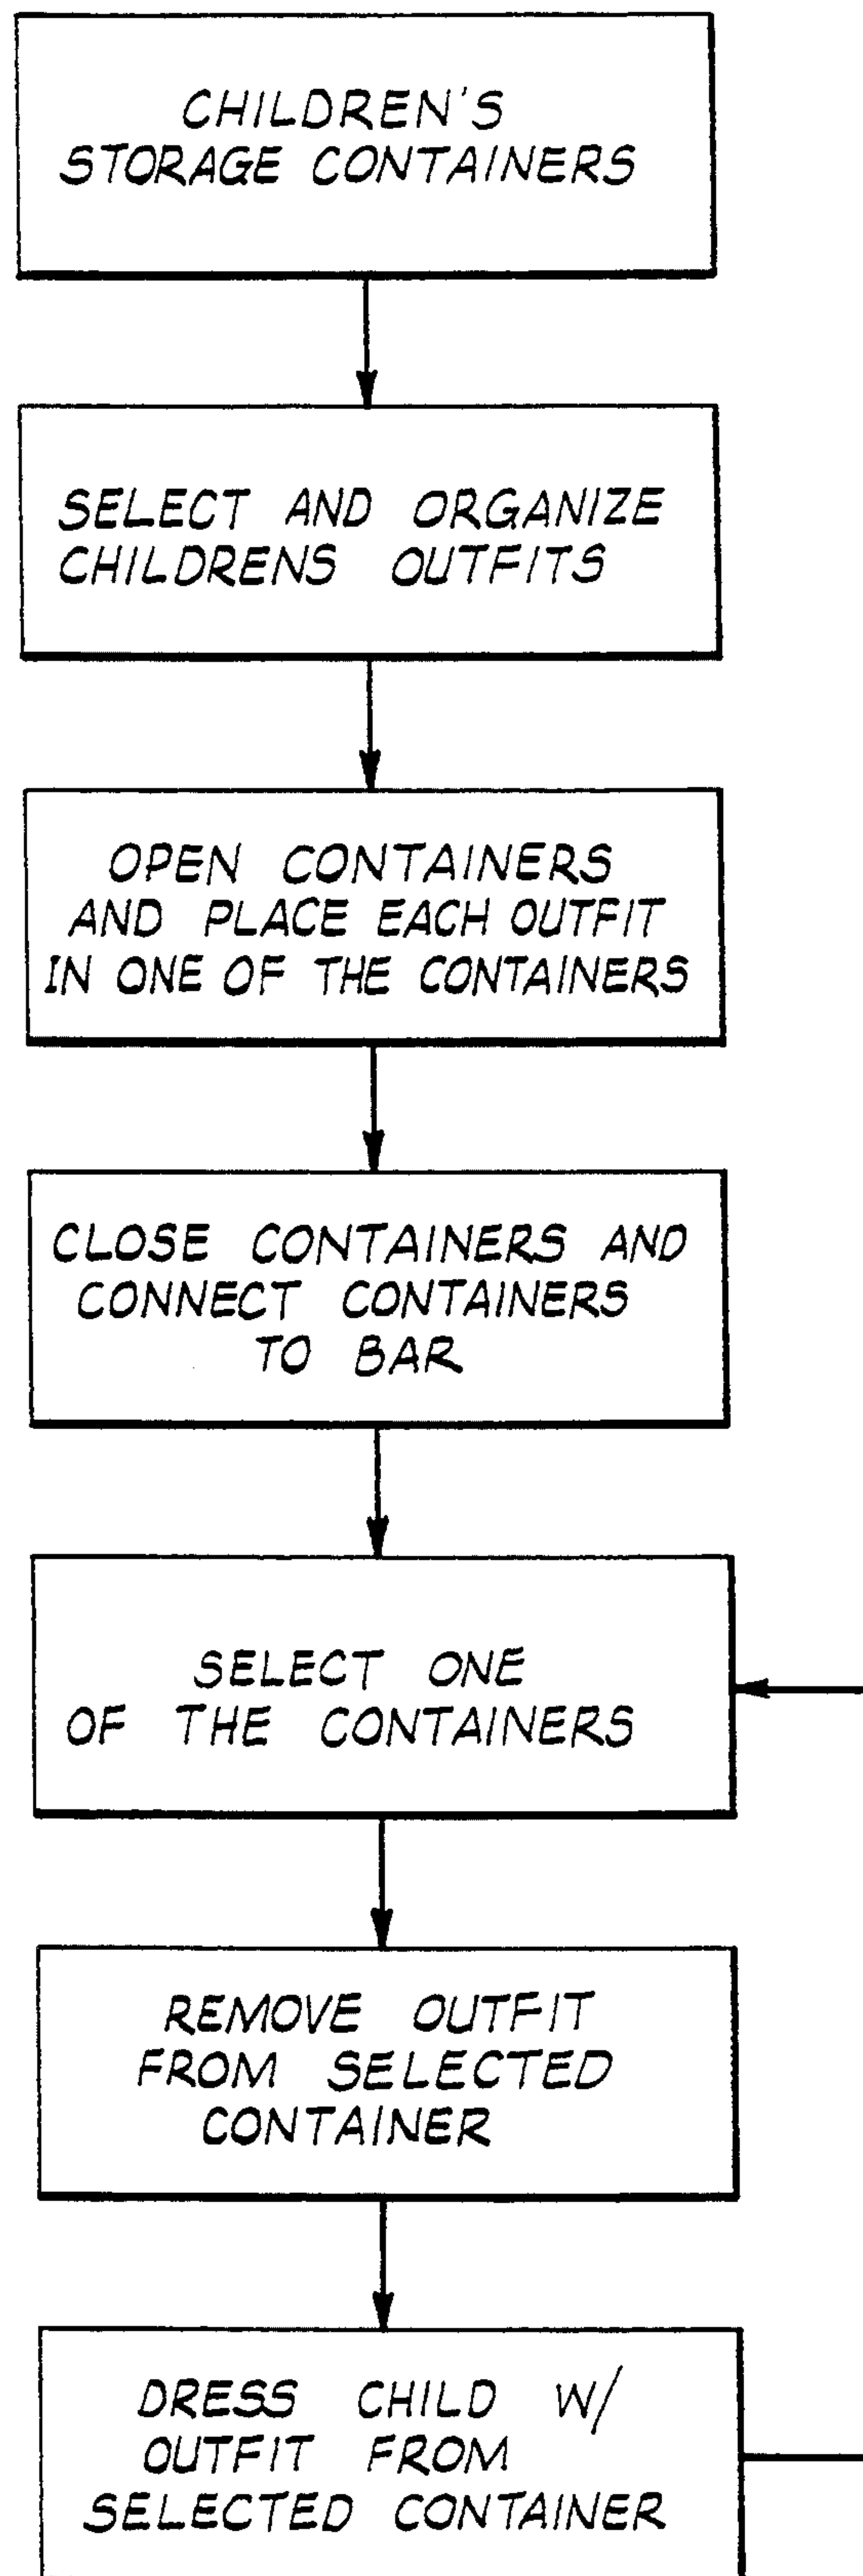 CHILDREN'S
STORAGE CONTAINERS
SELECT AND ORGANIZE
CHILDRENS OUTFITS
OPEN CONTAINERS
AND PLACE EACH OUTFIT
IN ONE OF THE CONTAINERS
CLOSE CONTAINERS AND
CONNECT CONTAINERS
TO BAR
SELECT ONE
OF THE CONTAINERS
REMOVE OUTFIT
FROM SELECTED
CONTAINER
DRESS CHILD W/
OUTFIT FROM
SELECTED CONTAINER